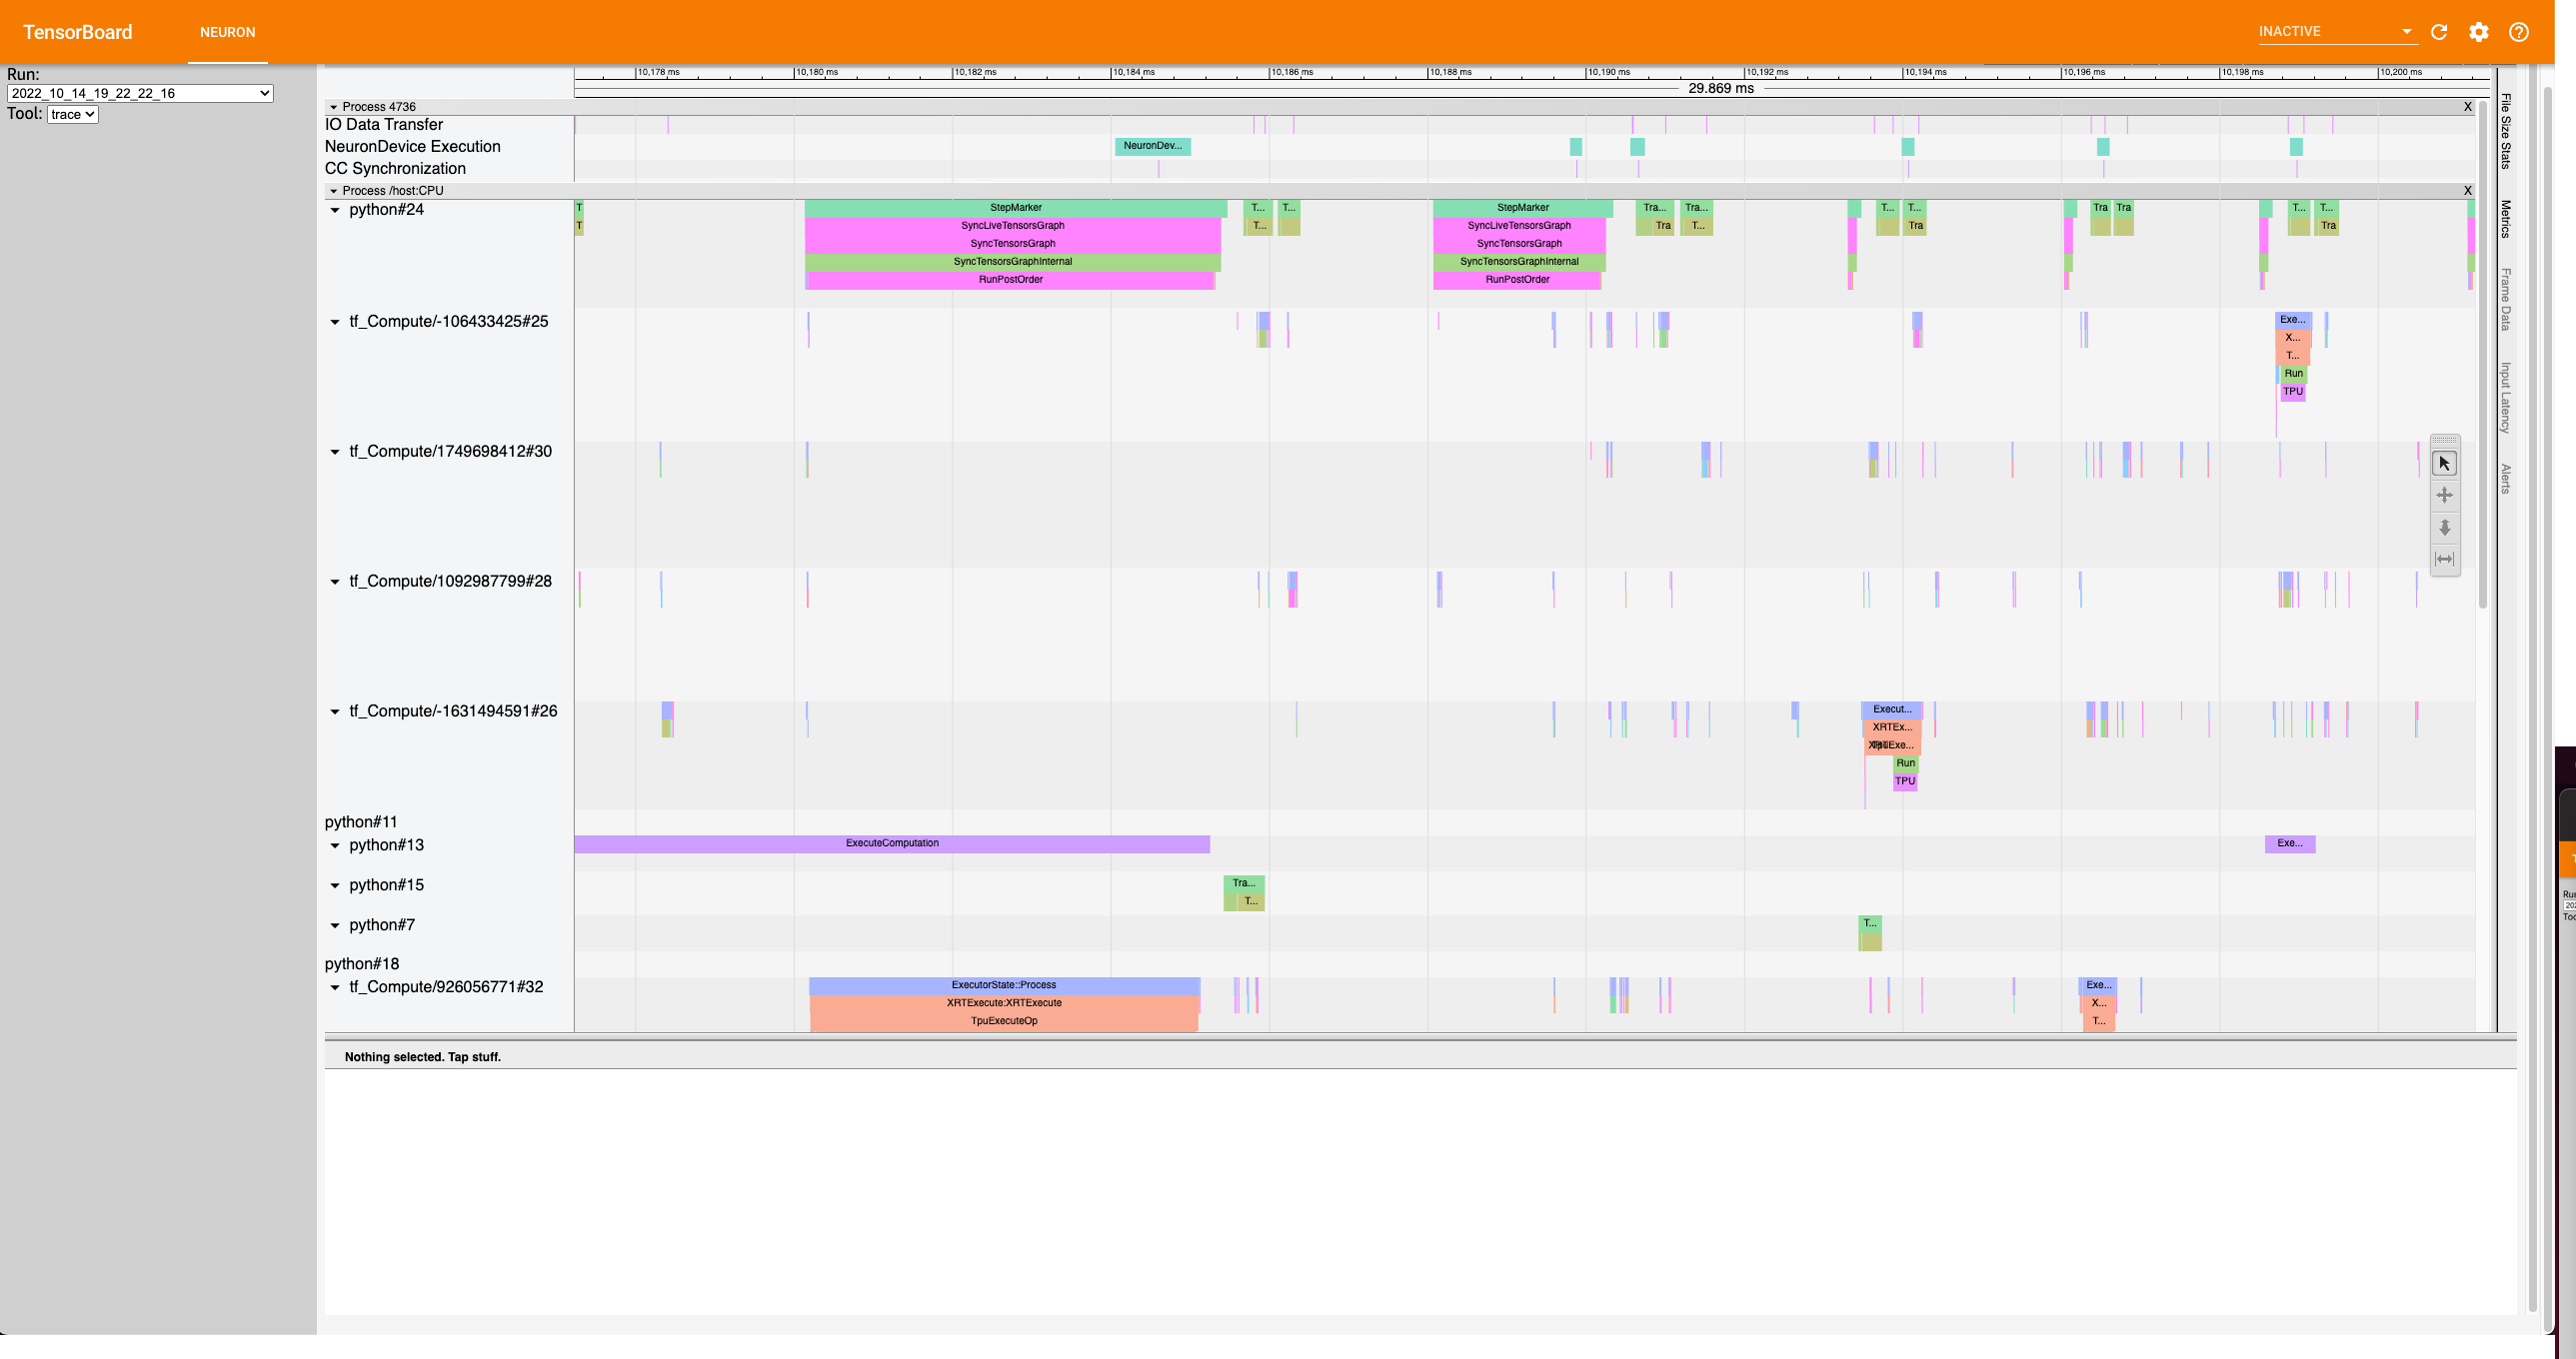 TensorBoard NEURON INACTIVE
Run:
2022_10_14_19_22_22_16
Tool: trace
10,178 ms 10,180 ms 10,182 ms 10,184 ms 10,186 ms 10,188 ms 10,190 ms 10,192 ms 10,194 ms 10,196 ms 10,198 ms 10,200 ms
29.869 ms
Process 4736 X
IO Data Transfer
NeuronDevice Execution NeuronDev...
CC Synchronization
Process /host:CPU X
python#24 T StepMarker T... T... StepMarker Tra... Tra... T... T... Tra Tra T... T...
T SyncLiveTensorsGraph T... SyncLiveTensorsGraph Tra T... Tra Tra
SyncTensorsGraph SyncTensorsGraph
SyncTensorsGraphInternal SyncTensorsGraphInternal
RunPostOrder RunPostOrder
tf_Compute/-106433425#25 Exe...
X...
T...
Run
TPU
tf_Compute/1749698412#30
tf_Compute/1092987799#28
tf_Compute/-1631494591#26 Execut...
XRTEx...
Run
TPU
python#11
python#13 ExecuteComputation Exe...
python#15 Tra...
T...
python#7 T...
python#18
tf_Compute/926056771#32 ExecutorState::Process Exe...
XRTExecute:XRTExecute X...
TpuExecuteOp T...
File Size Stats
Metrics
Frame Data
Input Latency
Alerts
Nothing selected. Tap stuff.